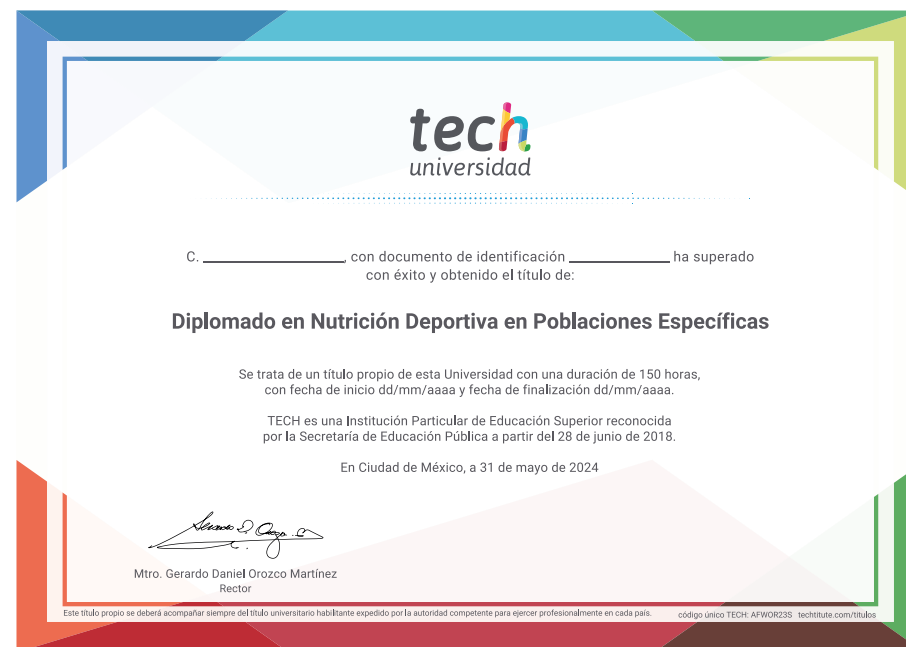 tech
universidad
C. ____________, con documento de identificación ____________ ha superado
con éxito y obtenido el título de:
Diplomado en Nutrición Deportiva en Poblaciones Específicas
Se trata de un título propio de esta Universidad con una duración de 150 horas,
con fecha de inicio dd/mm/aaaa y fecha de finalización dd/mm/aaaa.
TECH es una Institución Particular de Educación Superior reconocida
por la Secretaría de Educación Pública a partir del 28 de junio de 2018.
En Ciudad de México, a 31 de mayo de 2024
Mtro. Gerardo Daniel Orozco Martínez
Rector
Este título propio se deberá acompañar siempre del título universitario habilitante expedido por la autoridad competente para ejercer profesionalmente en cada país. código único TECH: AFWOR23S techtitute.com/titulos